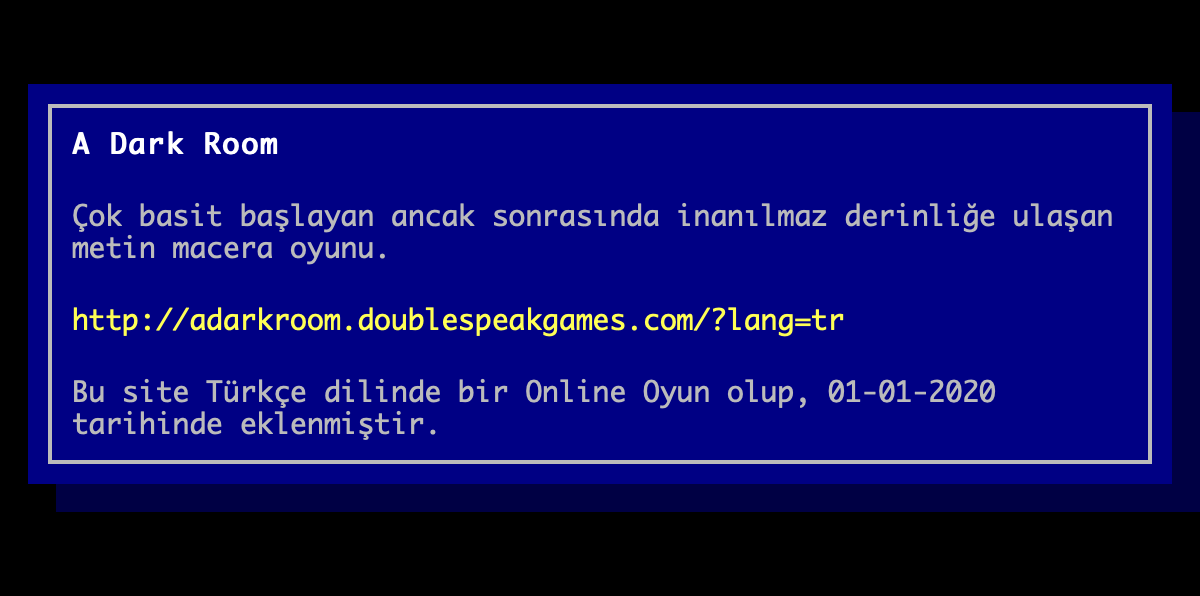 A Dark Room
Çok basit başlayan ancak sonrasında inanılmaz derinliğe ulaşan
metin macera oyunu.
http://adarkroom.doublespeakgames.com/?lang=tr
Bu site Türkçe dilinde bir Online Oyun olup, 01-01-2020
tarihinde eklenmiştir.